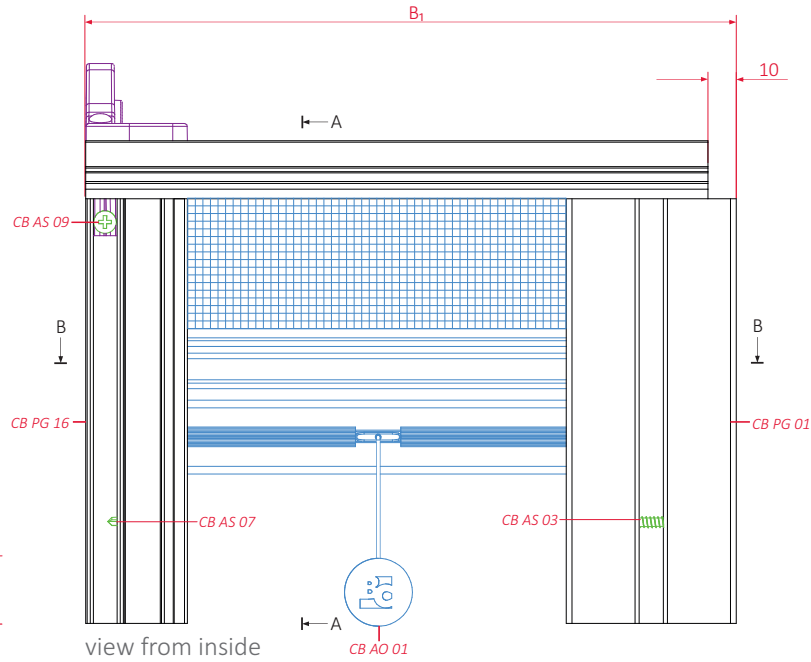 B₁
10
A
CB AS 09
B
B
CB PG 16
CB PG 01
CB AS 07
CB AS 03
A
view from inside
CB AO 01